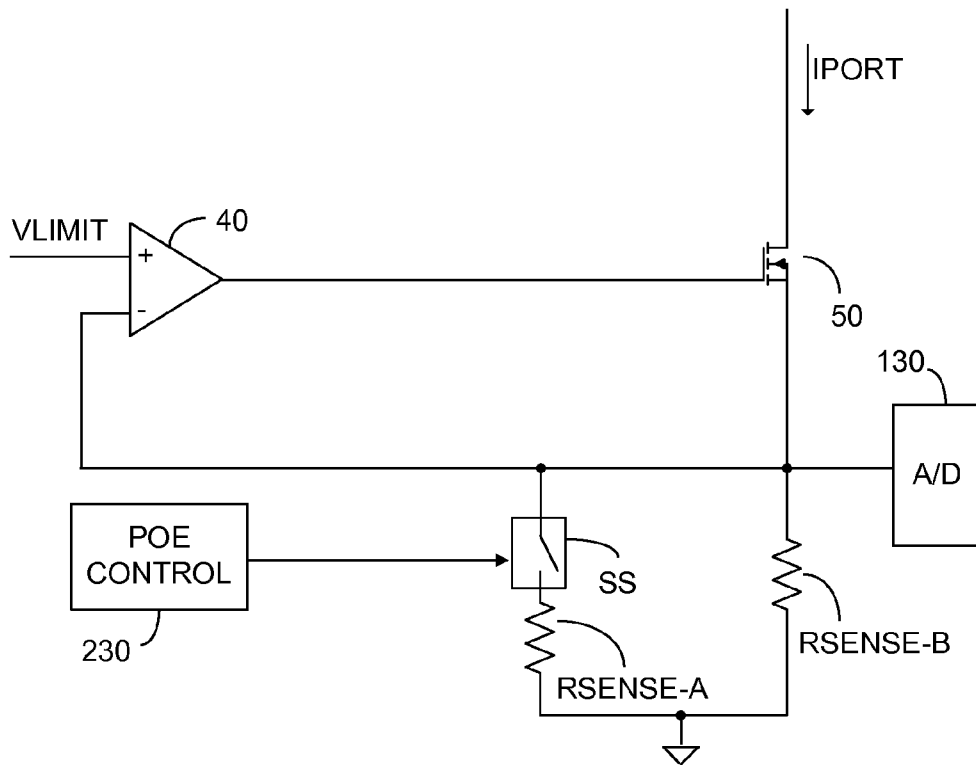 IPORT
VLIMIT
40
+
-
50
130
A/D
POE
CONTROL
SS
230
RSENSE-A
RSENSE-B